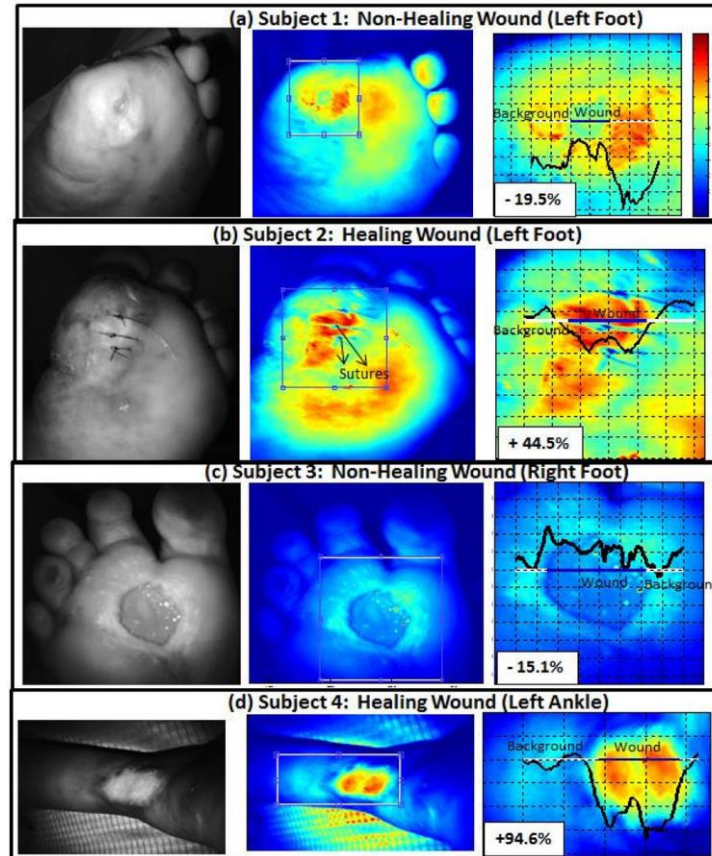 (a) Subject 1: Non-Healing Wound (Left Foot)
Background Wound
- 19.5%
(b) Subject 2: Healing Wound (Left Foot)
Sutures
Wound
Background
+ 44.5%
(c) Subject 3: Non-Healing Wound (Right Foot)
Wound Background
- 15.1%
(d) Subject 4: Healing Wound (Left Ankle)
Background Wound
+94.6%